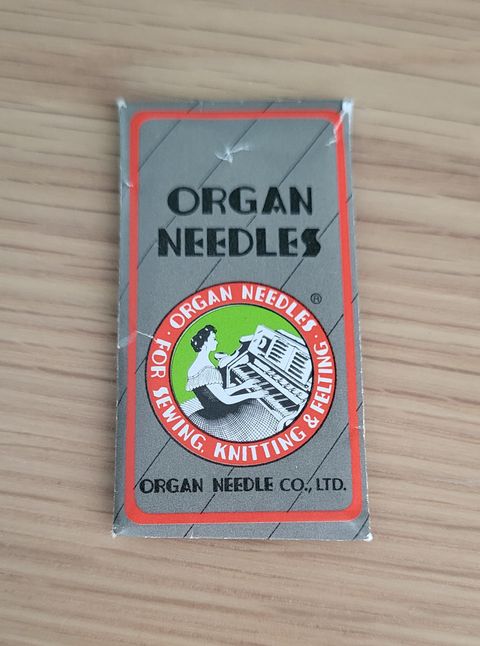 ORGAN
NEEDLES
®
· ORGAN NEEDLES ·
FOR SEWING, KNITTING & FELTING
ORGAN NEEDLE CO., LTD.